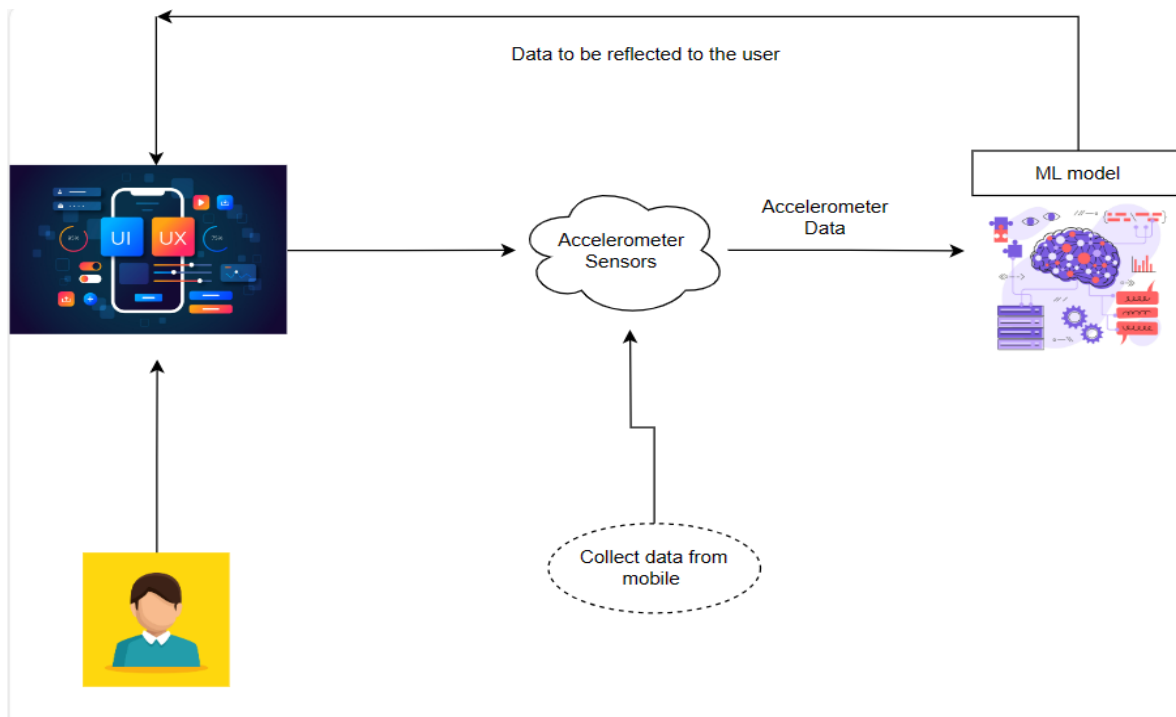 Data to be reflected to the user
ML model
UI UX
Accelerometer
Sensors
Accelerometer
Data
Collect data from
mobile